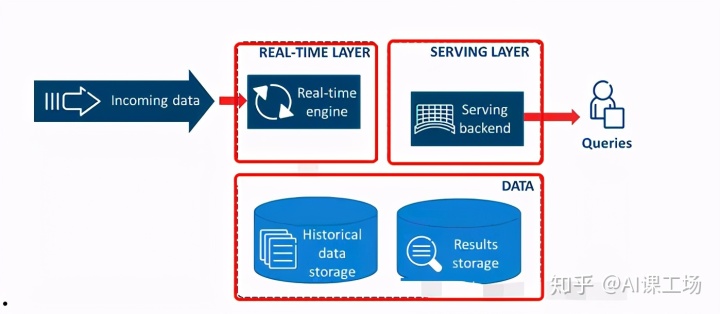 REAL-TIME LAYER
SERVING LAYER
Incoming data
Real-time
engine
Serving
backend
Queries
DATA
Historical
data
storage
Results
storage
知乎 @AI课工场